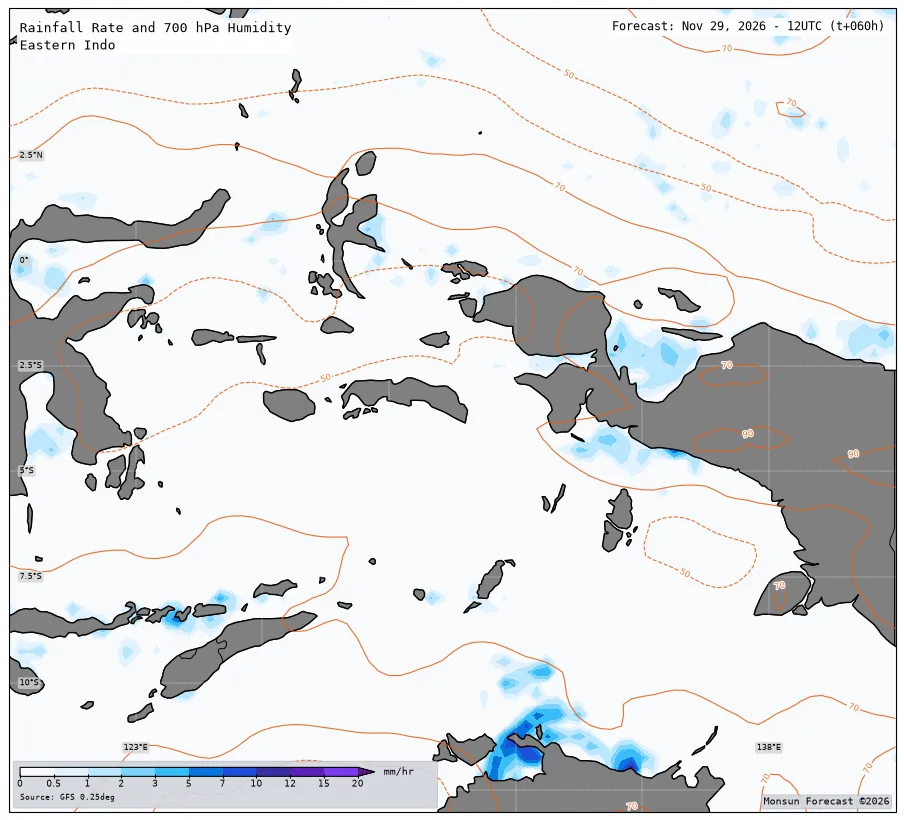 Rainfall Rate and 700 hPa Humidity
Eastern Indo
Forecast: Nov 29, 2026 - 12UTC (t+060h)
70
50
70
2.5°N
50
70
0°
70
2.5°S
50
70
90
90
5°S
7.5°S
50
70
10°S
70
123°E
138°E
mm/hr
0 0.5 1 2 3 5 7 10 12 15 20
Source: GFS 0.25deg
70
70
70
Monsun Forecast ©2026